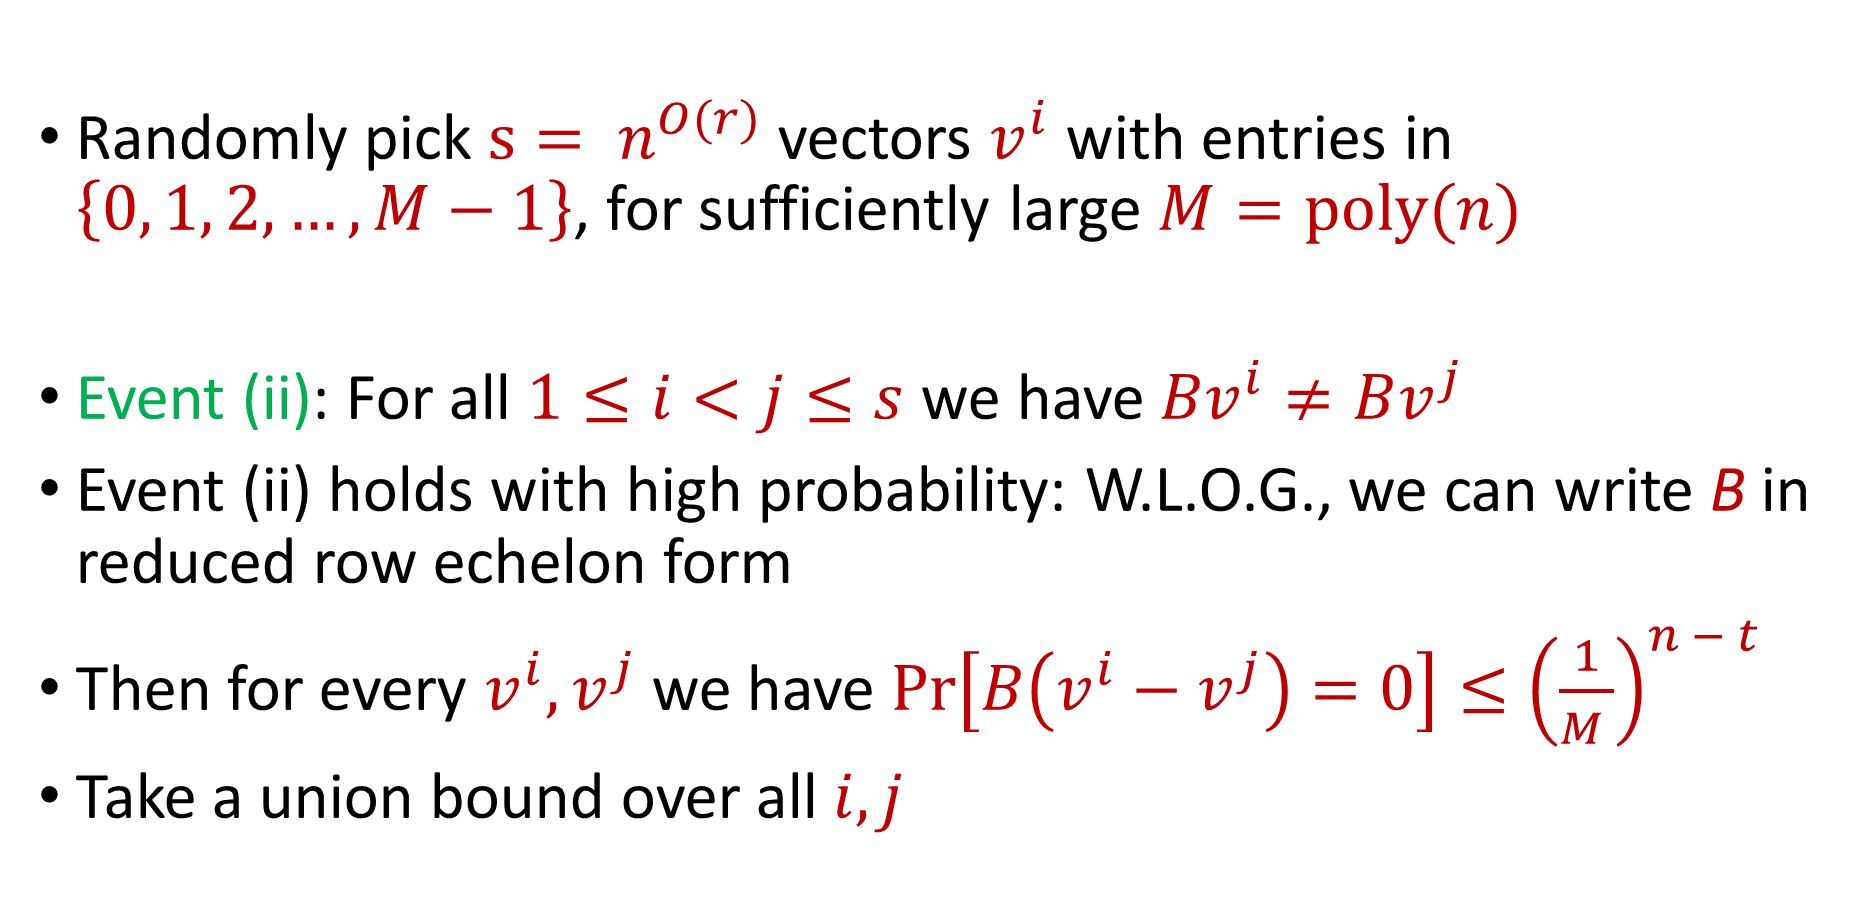 • Randomly pick s = n^{O(r)} vectors v^i with entries in
{0, 1, 2, … , M − 1}, for sufficiently large M = poly(n)
• Event (ii): For all 1 ≤ i < j ≤ s we have Bv^i ≠ Bv^j
• Event (ii) holds with high probability: W.L.O.G., we can write B in
reduced row echelon form
• Then for every v^i, v^j we have Pr[B(v^i − v^j) = 0] ≤ (1/M)^{n − t}
• Take a union bound over all i, j